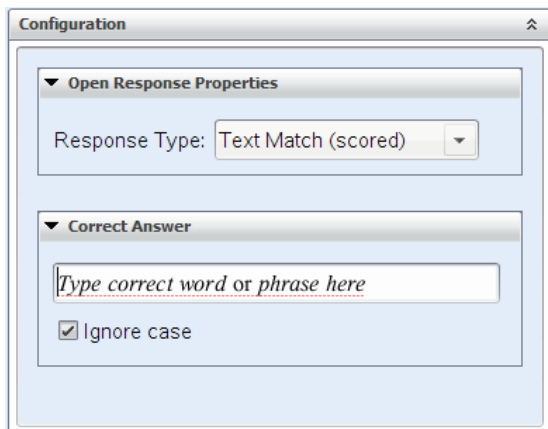 Configuration
Open Response Properties
Response Type: Text Match (scored)
Correct Answer
Type correct word or phrase here
Ignore case